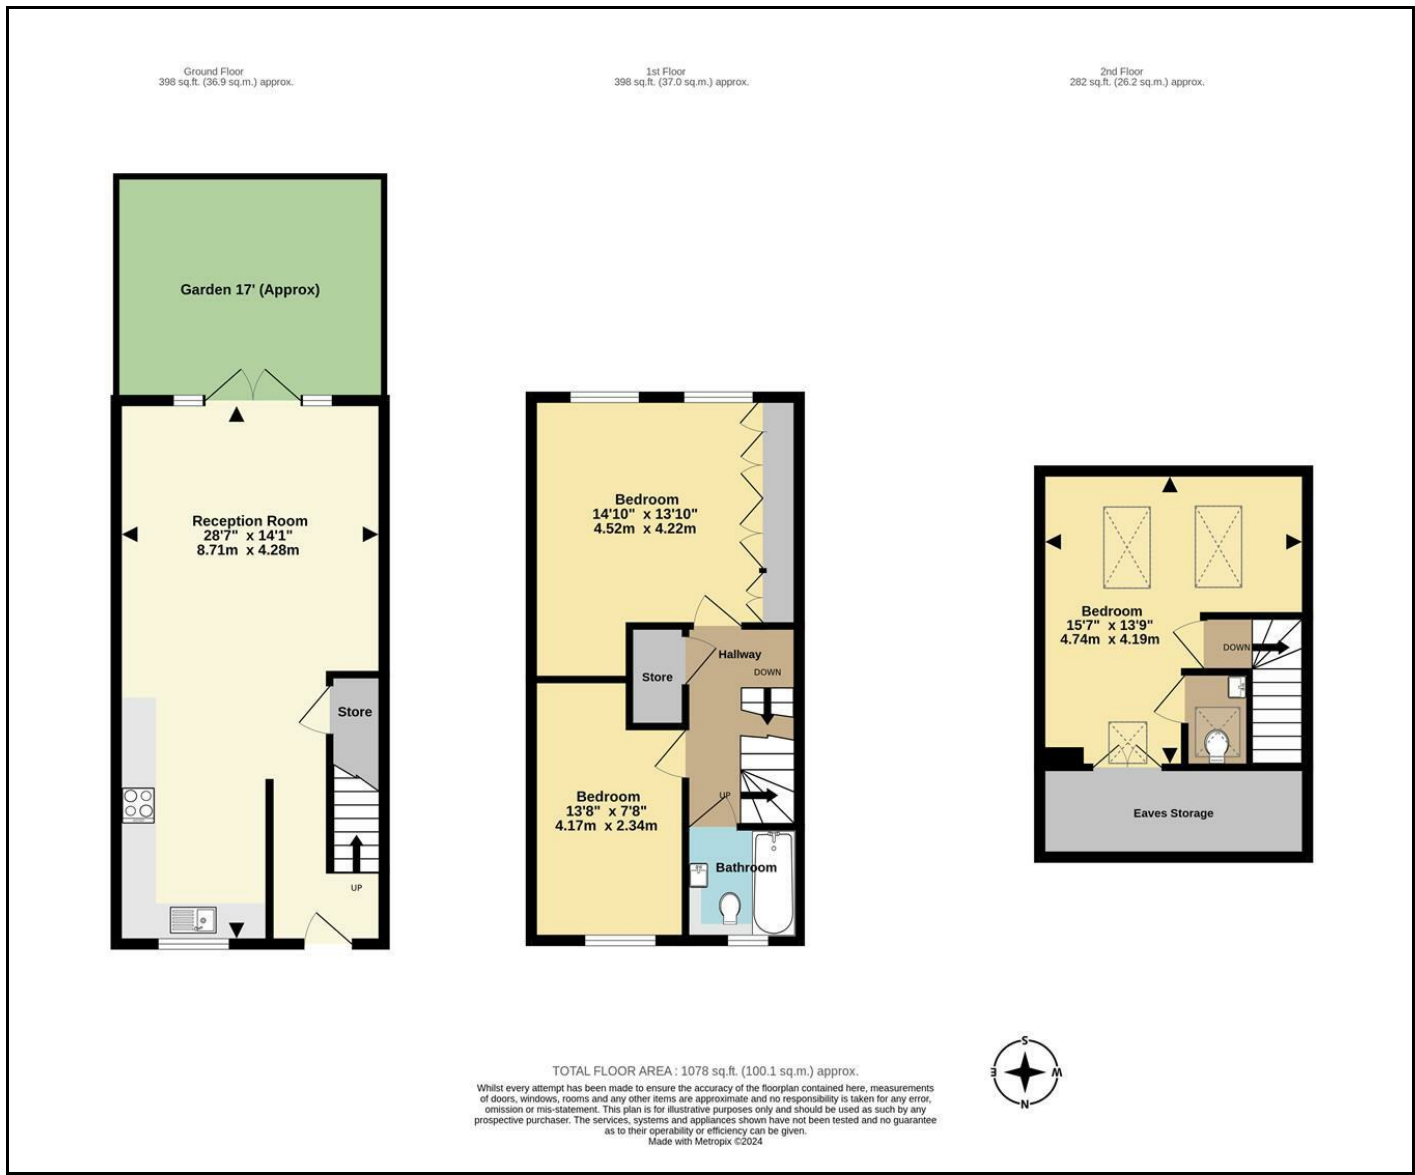 Ground Floor
398 sq.ft. (36.9 sq.m.) approx.
1st Floor
398 sq.ft. (37.0 sq.m.) approx.
2nd Floor
282 sq.ft. (26.2 sq.m.) approx.
Garden 17' (Approx)
Reception Room
28'7" x 14'1"
8.71m x 4.28m
Store
UP
Bedroom
14'10" x 13'10"
4.52m x 4.22m
Hallway
DOWN
Store
Bedroom
13'8" x 7'8"
4.17m x 2.34m
UP
Bathroom
Bedroom
15'7" x 13'9"
4.74m x 4.19m
DOWN
Eaves Storage
S
E
W
N
TOTAL FLOOR AREA : 1078 sq.ft. (100.1 sq.m.) approx.
Whilst every attempt has been made to ensure the accuracy of the floorplan contained here, measurements
of doors, windows, rooms and any other items are approximate and no responsibility is taken for any error,
omission or mis-statement. This plan is for illustrative purposes only and should be used as such by any
prospective purchaser. The services, systems and appliances shown have not been tested and no guarantee
as to their operability or efficiency can be given.
Made with Metropix ©2024